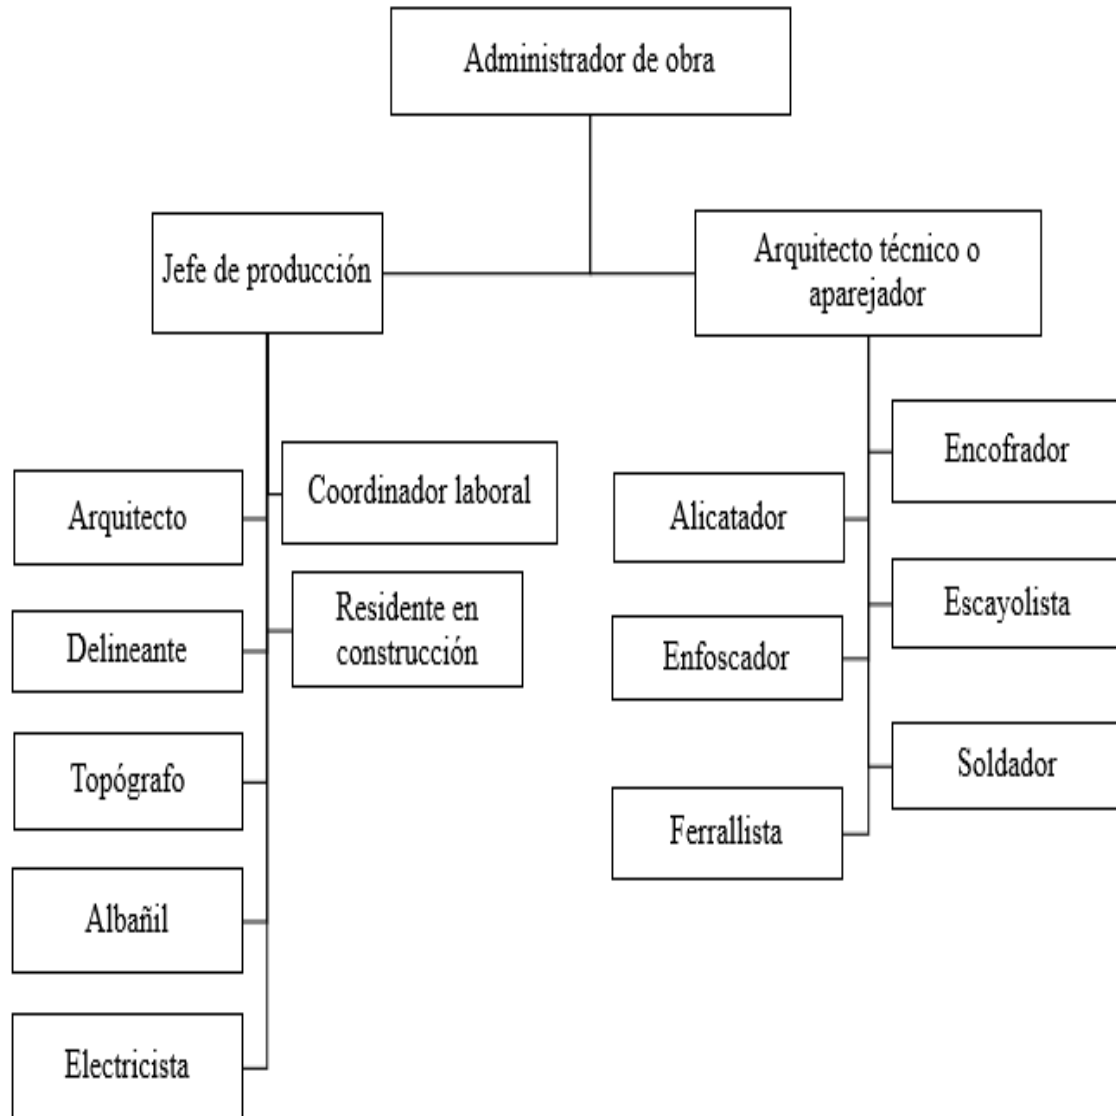 Administrador de obra
Jefe de producción
Arquitecto técnico o
aparejador
Coordinador laboral
Arquitecto
Residente en
construcción
Delineante
Topógrafo
Albañil
Electricista
Encofrador
Alicatador
Escayolista
Enfoscador
Soldador
Ferrallista